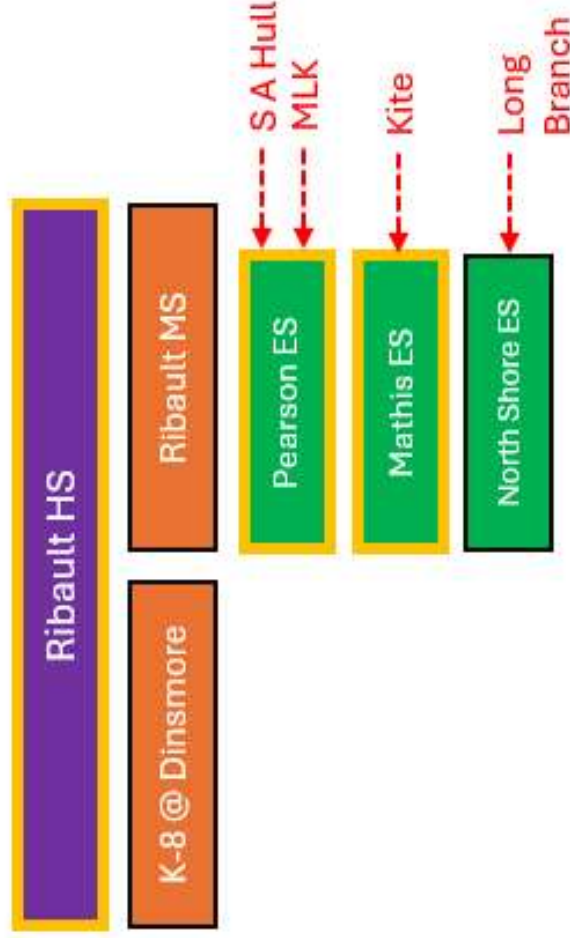 Ribault HS
K-8 @ Dinsmore
Ribault MS
Pearson ES
S A Hull
MLK
Mathis ES
Kite
North Shore ES
Long
Branch